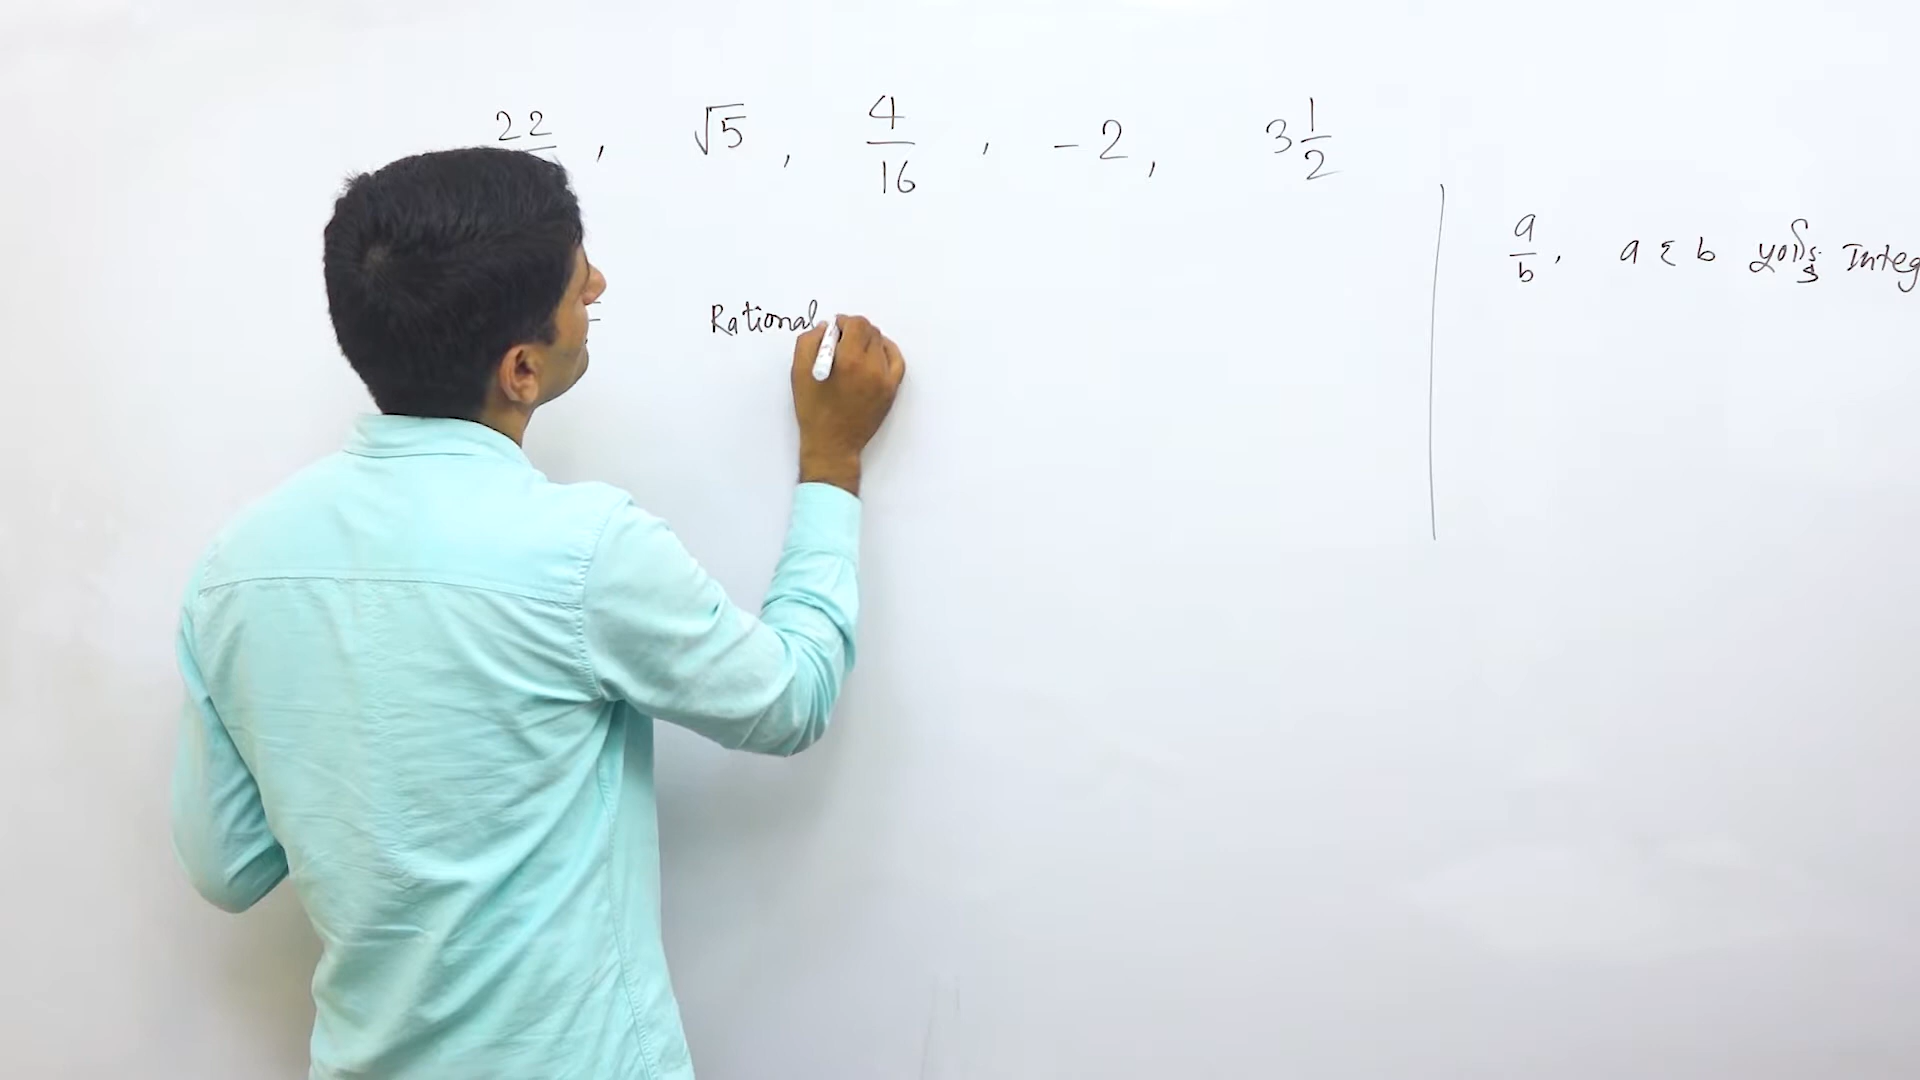 22 , √5 , 4/16 , -2 , 3 1/2
a/b , a & b Integ
Rational